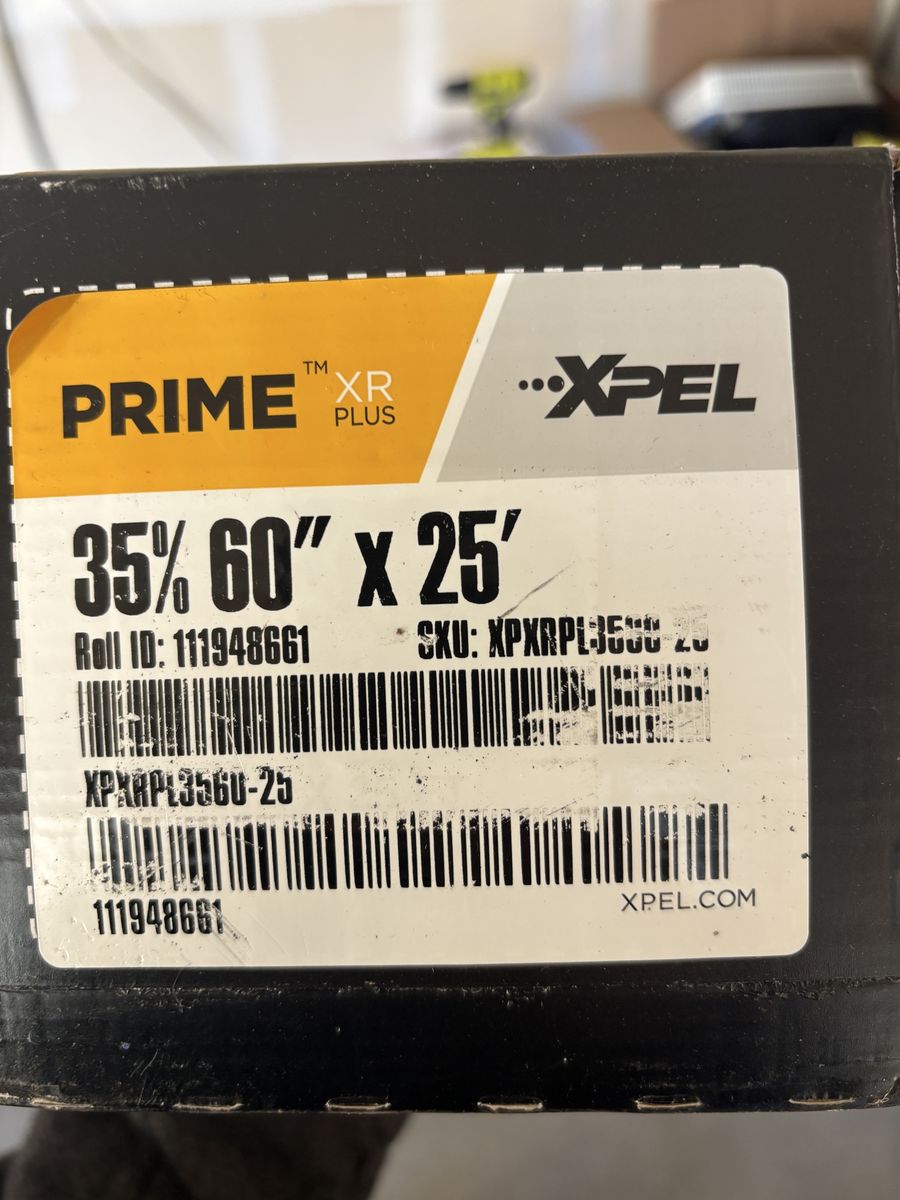 PRIME™ XR PLUS
XPEL
35% 60" x 25'
Roll ID: 111948661 SKU: XPXRPL3560-25
XPXRPL3560-25
111948661
XPEL.COM